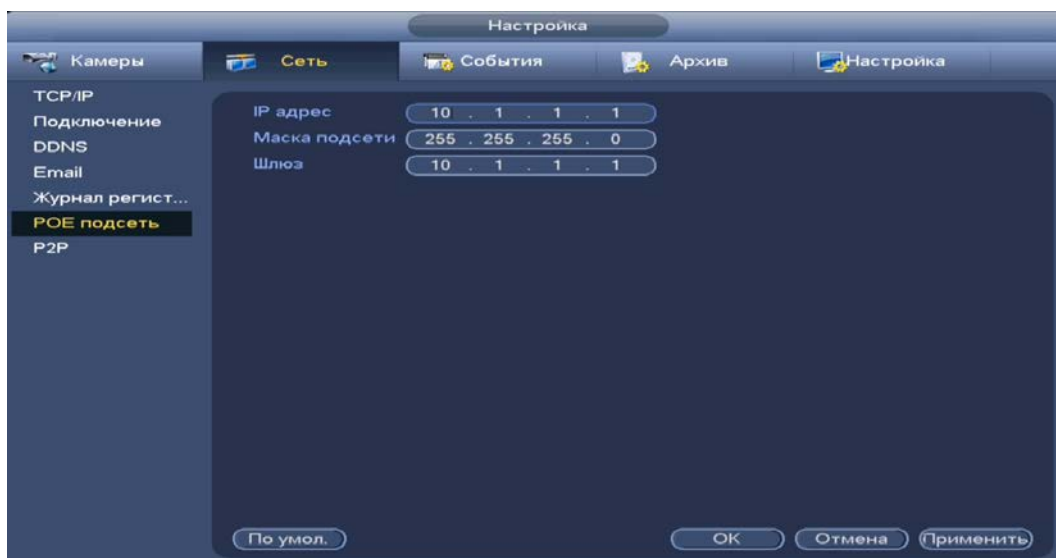 Настройка
Камеры Сеть События Архив Настройка
TCP/IP
Подключение
DDNS
Email
Журнал регист...
POE подсеть
P2P
IP адрес 10 . 1 . 1 . 1
Маска подсети 255 . 255 . 255 . 0
Шлюз 10 . 1 . 1 . 1
По умол. OK Отмена Применить